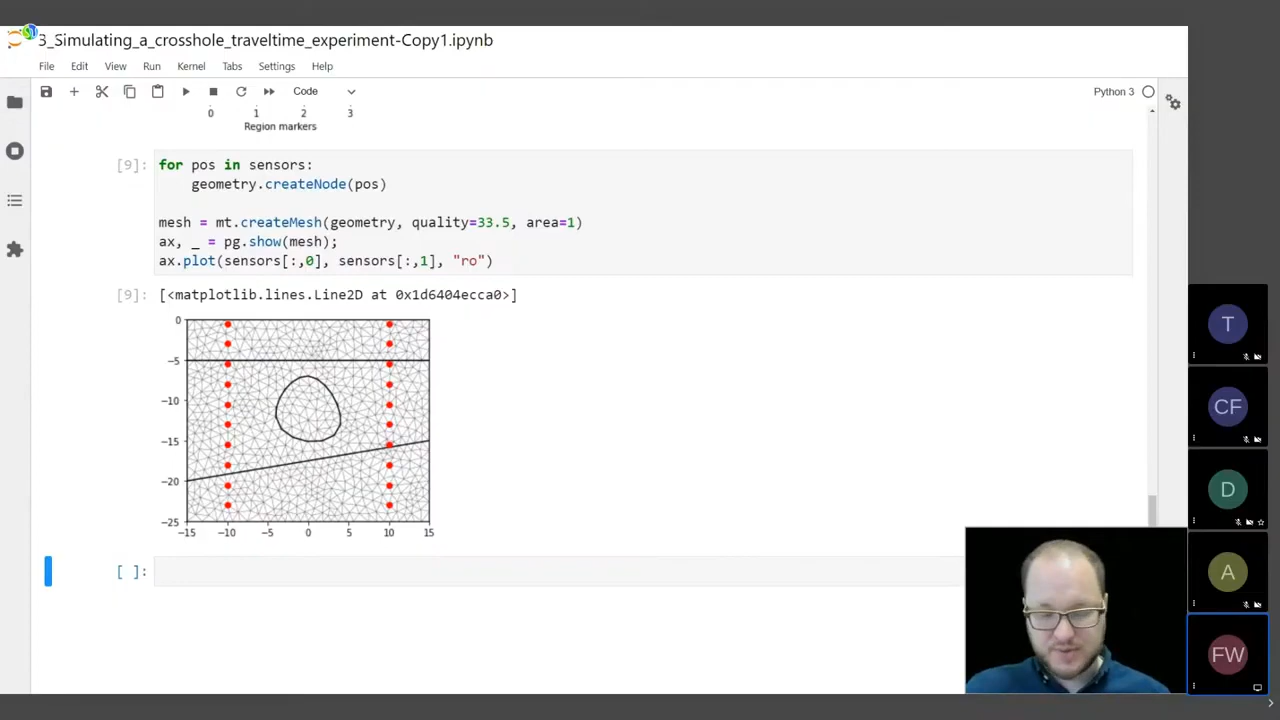 3_Simulating_a_crosshole_traveltime_experiment-Copy1.ipynb
File Edit View Run Kernel Tabs Settings Help
Code
Python 3
0 1 2 3
Region markers
[9]: for pos in sensors:
geometry.createNode(pos)
mesh = mt.createMesh(geometry, quality=33.5, area=1)
ax, _ = pg.show(mesh);
ax.plot(sensors[:,0], sensors[:,1], "ro")
[9]: [<matplotlib.lines.Line2D at 0x1d6404ecca0>]
0
−5
−10
−15
−20
−25
−15 −10 −5 0 5 10 15
[ ]:
T
CF
D
A
FW